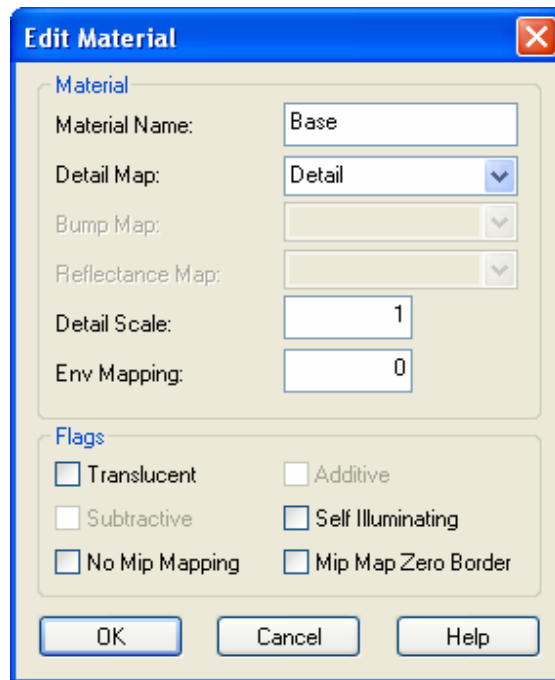 Edit Material
Material
Material Name: Base
Detail Map: Detail
Bump Map:
Reflectance Map:
Detail Scale: 1
Env Mapping: 0
Flags
Translucent Additive
Subtractive Self Illuminating
No Mip Mapping Mip Map Zero Border
OK Cancel Help